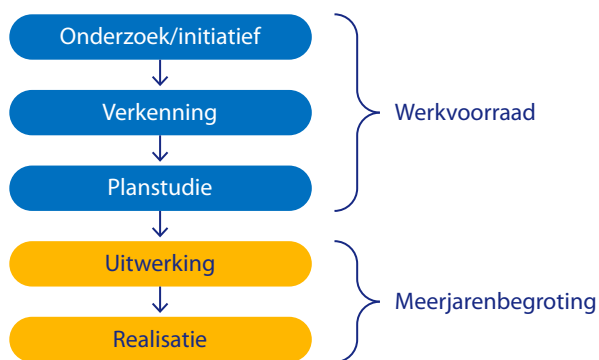 Onderzoek/initiatief
Verkenning
Werkvoorraad
Planstudie
Uitwerking
Meerjarenbegroting
Realisatie